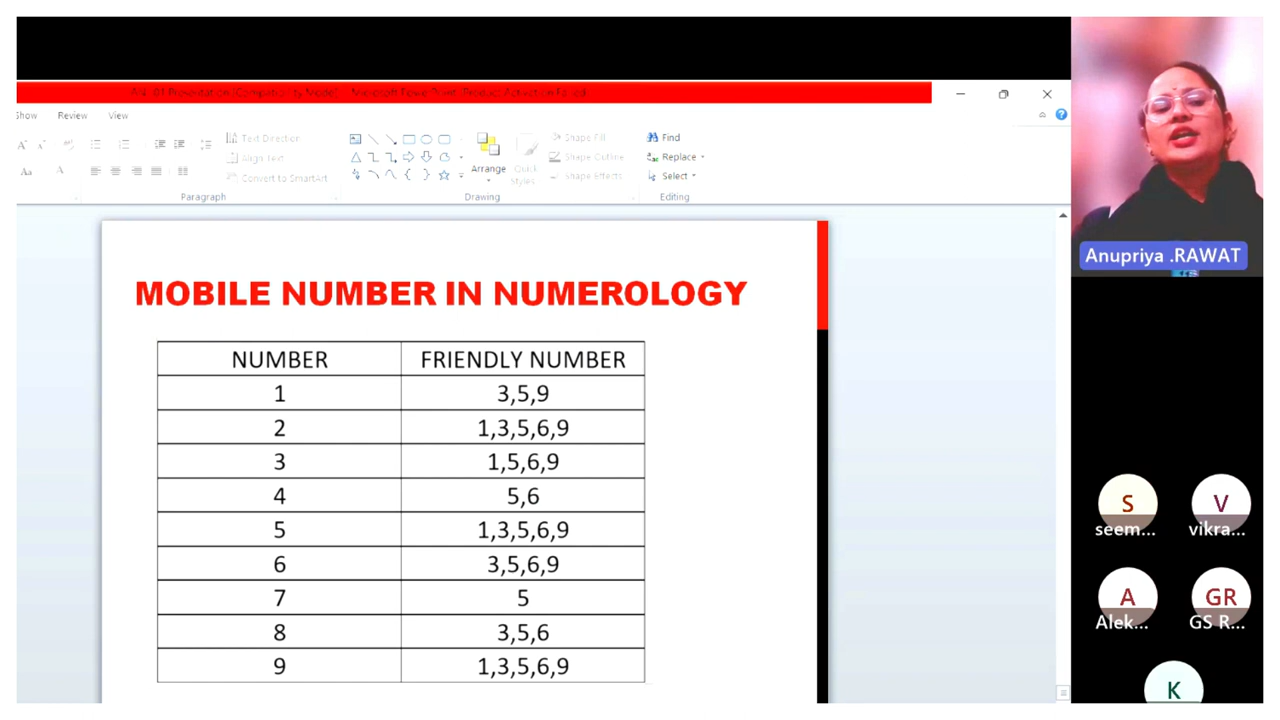 Show Review View
Text Direction
Align Text
Convert to SmartArt
Aa A
Paragraph
Arrange
Quick
Styles
Shape Fill
Shape Outline
Shape Effects
Drawing
Find
Replace
Select
Editing
MOBILE NUMBER IN NUMEROLOGY
NUMBER FRIENDLY NUMBER
1 3,5,9
2 1,3,5,6,9
3 1,5,6,9
4 5,6
5 1,3,5,6,9
6 3,5,6,9
7 5
8 3,5,6
9 1,3,5,6,9
Anupriya .RAWAT
S
seem...
V
vikra...
A
Alek...
GR
GS R...
K